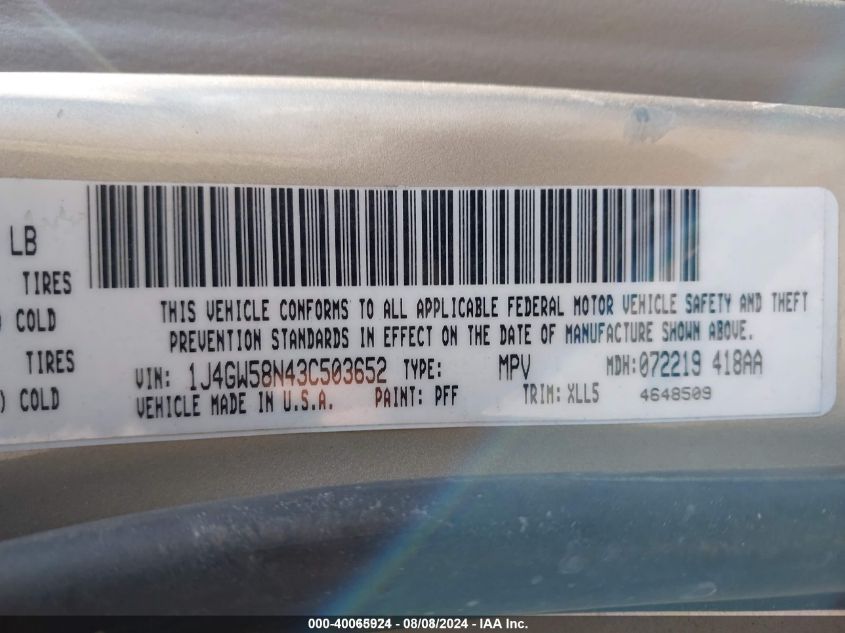 LB
TIRES
THIS VEHICLE CONFORMS TO ALL APPLICABLE FEDERAL MOTOR VEHICLE SAFETY AND THEFT
) COLD
PREVENTION STANDARDS IN EFFECT ON THE DATE OF MANUFACTURE SHOWN ABOVE.
TIRES
VIN: 1J4GW58N43C503652 TYPE: MPV MDH:072219 418AA
) COLD
VEHICLE MADE IN U.S.A. PAINT: PFF TRIM: XLL5 4648509
000-40065924 - 08/08/2024 - IAA Inc.